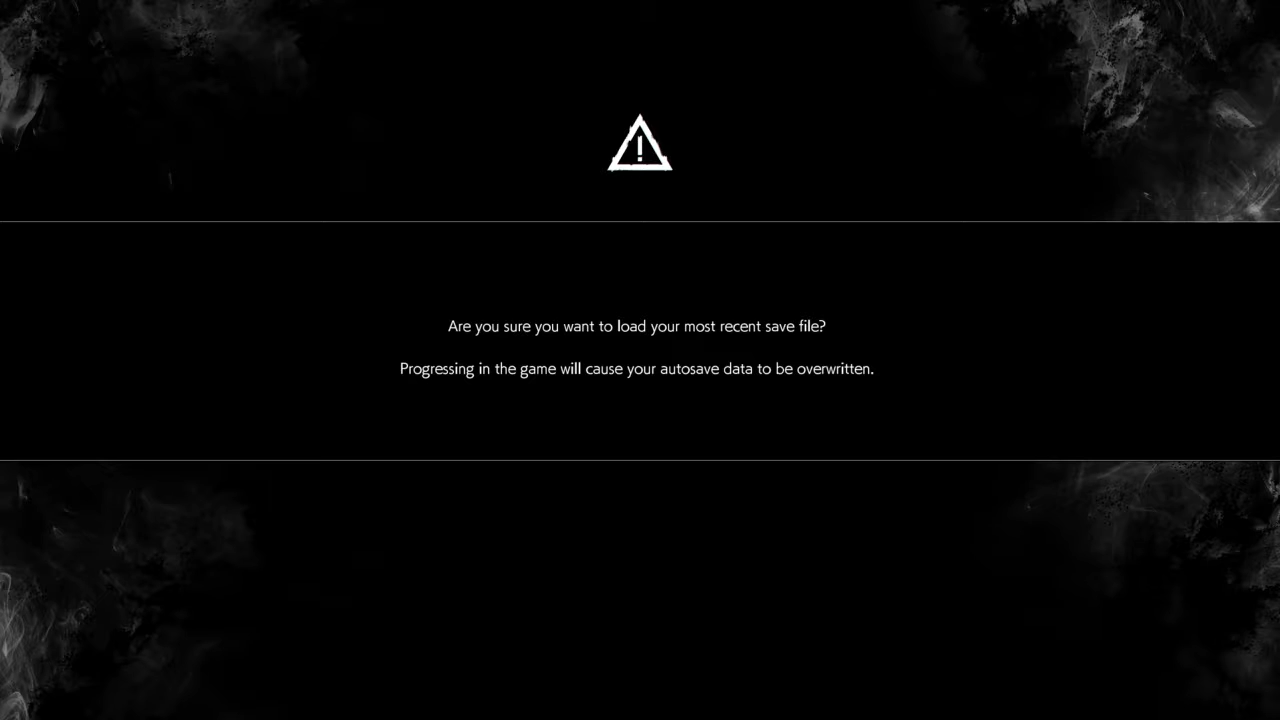 Are you sure you want to load your most recent save file?
Progressing in the game will cause your autosave data to be overwritten.